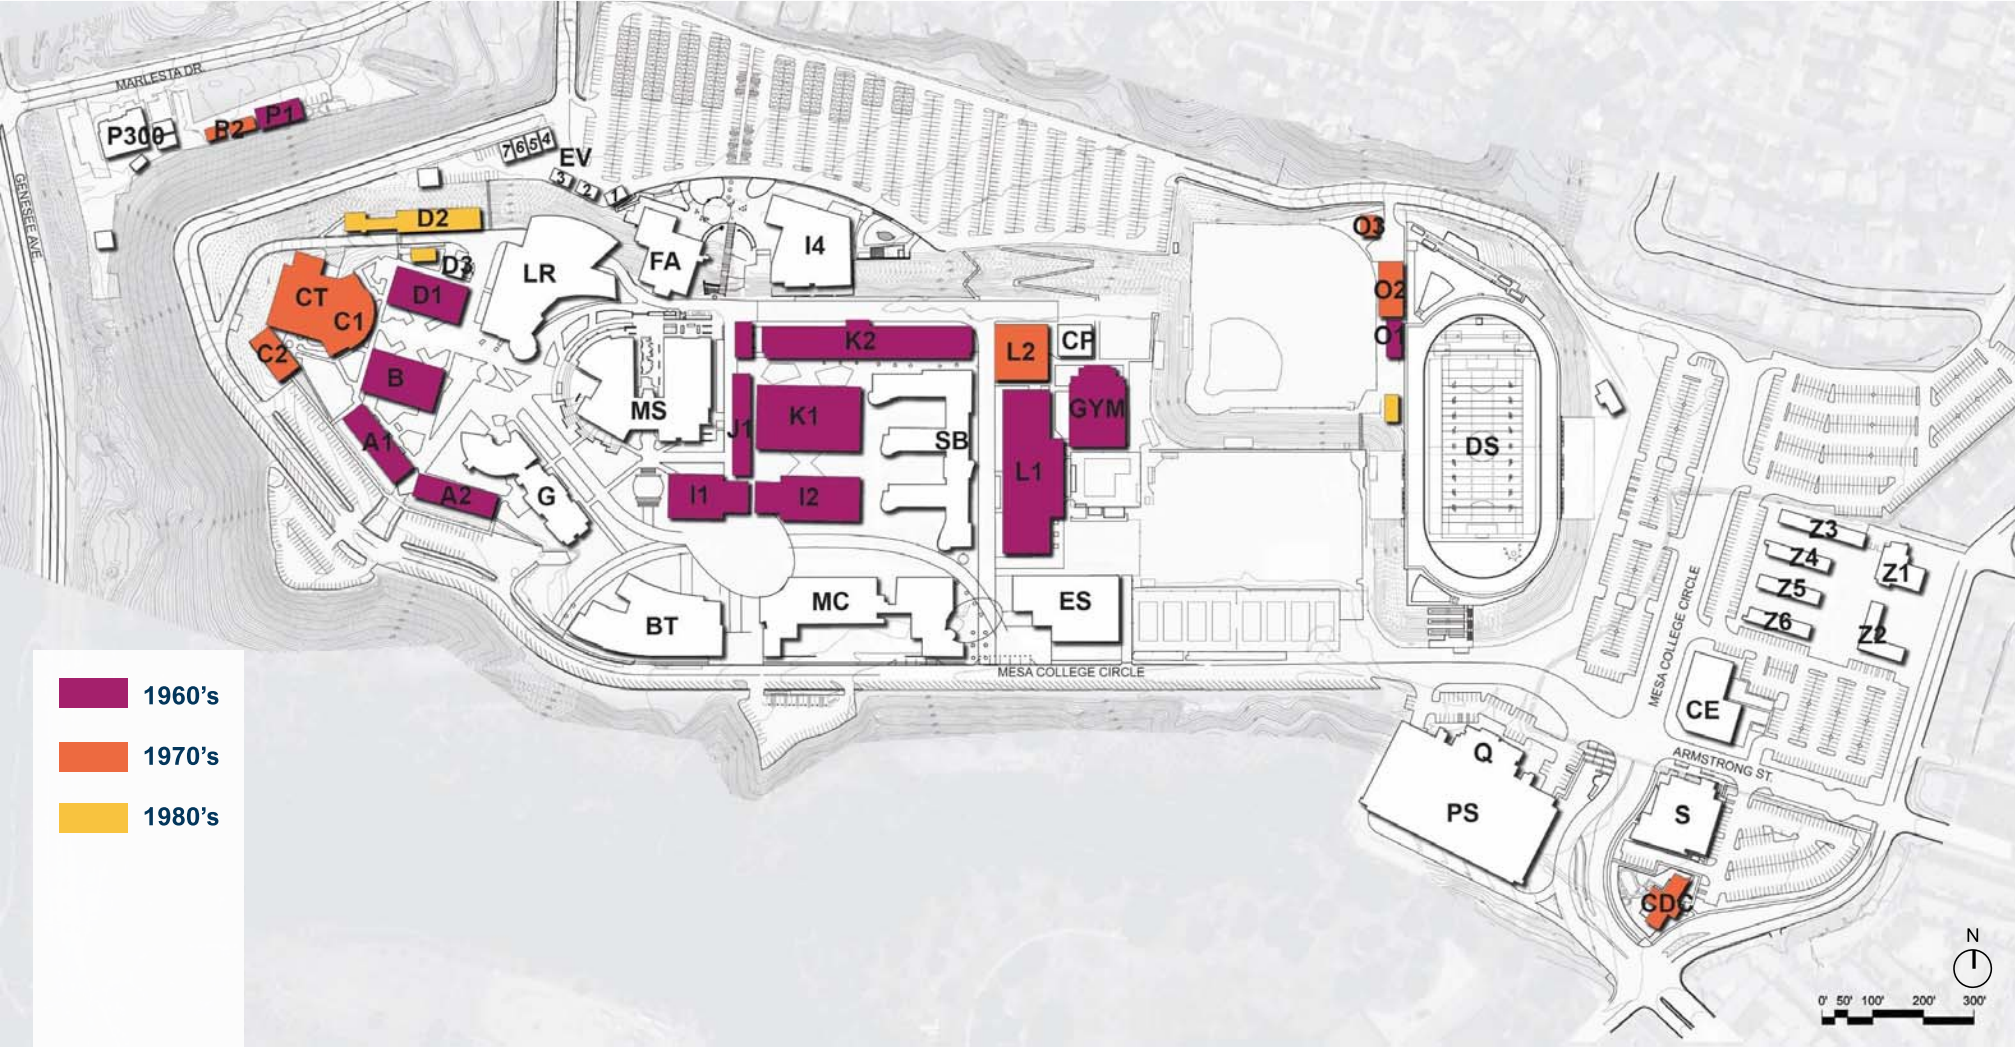 MARLESTA DR.
P300
P2
P1
GENESEE AVE.
7 6 5 4
EV
3 2 1
D2
D3
LR
FA
I4
CT
C1
D1
C2
B
A1
A2
G
MS
J1
K2
K1
I1
I2
SB
L2
CP
GYM
L1
O3
O2
O1
DS
BT
MC
ES
MESA COLLEGE CIRCLE
MESA COLLEGE CIRCLE
Z3
Z4
Z5
Z6
Z1
Z2
CE
ARMSTRONG ST.
Q
PS
S
CDC
1960’s
1970’s
1980’s
N
0' 50' 100' 200' 300'